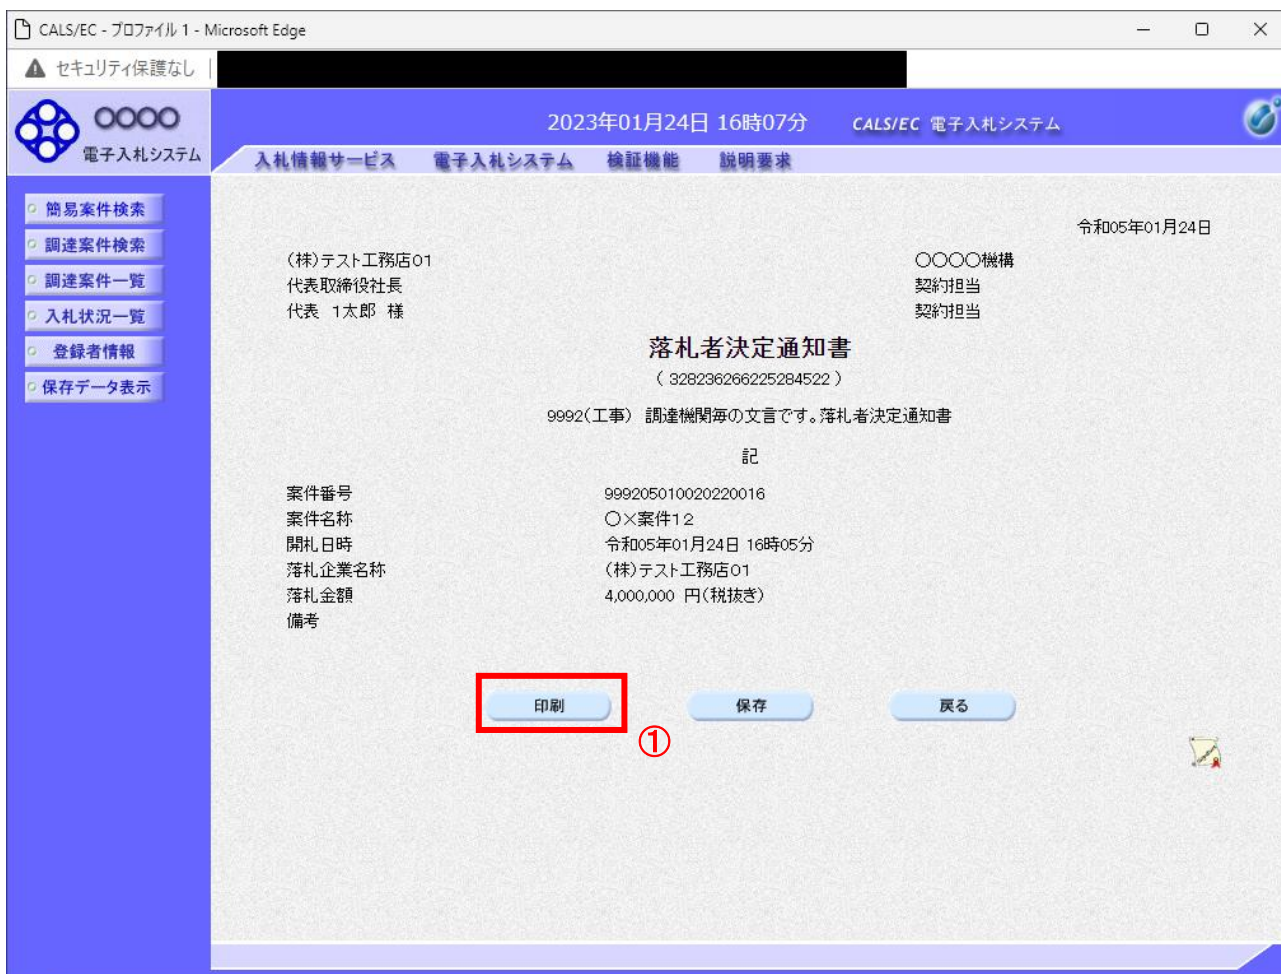 CALS/EC - プロファイル 1 - Microsoft Edge
セキュリティ保護なし
〇〇〇〇
電子入札システム
2023年01月24日 16時07分
CALS/EC 電子入札システム
入札情報サービス 電子入札システム 検証機能 説明要求
簡易案件検索
調達案件検索
調達案件一覧
入札状況一覧
登録者情報
保存データ表示
令和05年01月24日
(株)テスト工務店01
代表取締役社長
代表 1太郎 様
〇〇〇〇機構
契約担当
契約担当
落札者決定通知書
( 328236266225284522 )
9992(工事) 調達機関毎の文言です。落札者決定通知書
記
案件番号 999205010020220016
案件名称 〇×案件12
開札日時 令和05年01月24日 16時05分
落札企業名称 (株)テスト工務店01
落札金額 4,000,000 円(税抜き)
備考
印刷 保存 戻る
①